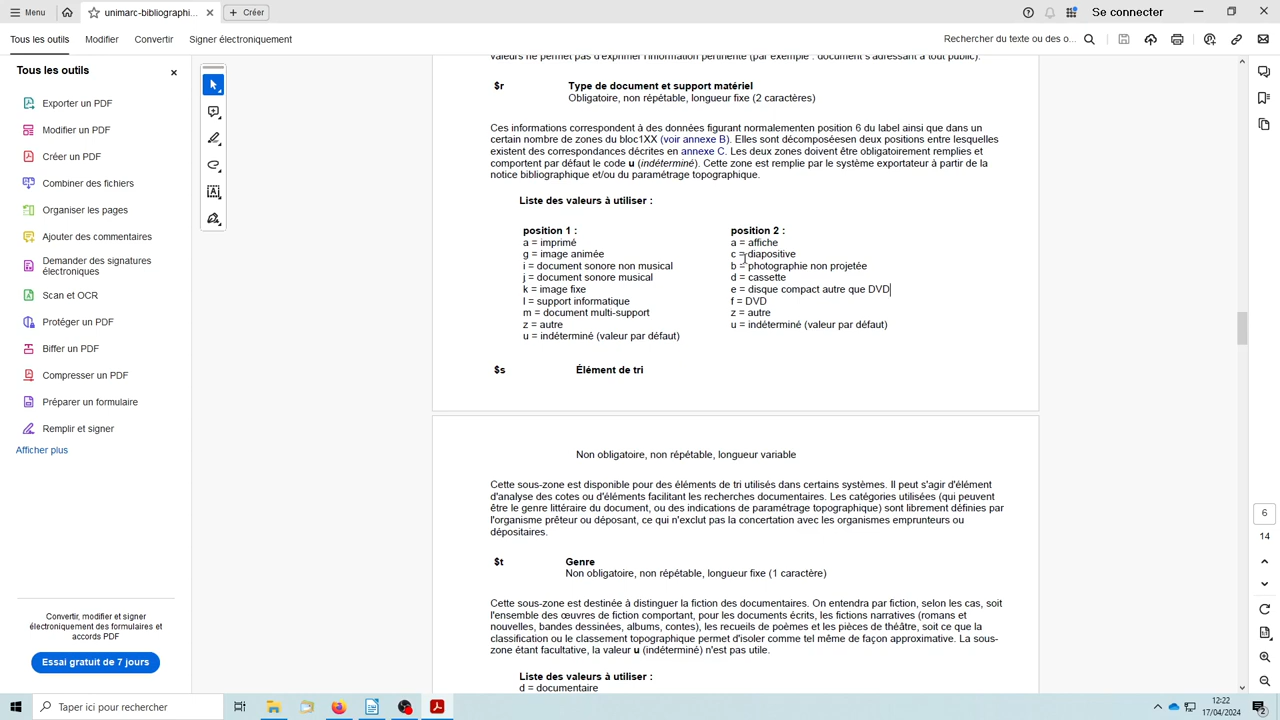 Menu
unimarc-bibliographi...
Créer
Se connecter
Tous les outils
Modifier
Convertir
Signer électroniquement
Rechercher du texte ou des o...
Tous les outils
Exporter un PDF
Modifier un PDF
Créer un PDF
Combiner des fichiers
Organiser les pages
Ajouter des commentaires
Demander des signatures
électroniques
Scan et OCR
Protéger un PDF
Biffer un PDF
Compresser un PDF
Préparer un formulaire
Remplir et signer
Afficher plus
Convertir, modifier et signer
électroniquement des formulaires et
accords PDF
Essai gratuit de 7 jours
valeurs ne permet pas d'exprimer l'information pertinente (par exemple : document s'adressant à tout public).
$r Type de document et support matériel
Obligatoire, non répétable, longueur fixe (2 caractères)
Ces informations correspondent à des données figurant normalementen position 6 du label ainsi que dans un
certain nombre de zones du bloc1XX (voir annexe B). Elles sont décomposéesen deux positions entre lesquelles
existent des correspondances décrites en annexe C. Les deux zones doivent être obligatoirement remplies et
comportent par défaut le code u (indéterminé). Cette zone est remplie par le système exportateur à partir de la
notice bibliographique et/ou du paramétrage topographique.
Liste des valeurs à utiliser :
position 1 :
a = imprimé
g = image animée
i = document sonore non musical
j = document sonore musical
k = image fixe
l = support informatique
m = document multi-support
z = autre
u = indéterminé (valeur par défaut)
position 2 :
a = affiche
c = diapositive
b = photographie non projetée
d = cassette
e = disque compact autre que DVD
f = DVD
z = autre
u = indéterminé (valeur par défaut)
$s Élément de tri
Non obligatoire, non répétable, longueur variable
Cette sous-zone est disponible pour des éléments de tri utilisés dans certains systèmes. Il peut s'agir d'élément
d'analyse des cotes ou d'éléments facilitant les recherches documentaires. Les catégories utilisées (qui peuvent
être le genre littéraire du document, ou des indications de paramétrage topographique) sont librement définies par
l'organisme prêteur ou déposant, ce qui n'exclut pas la concertation avec les organismes emprunteurs ou
dépositaires.
$t Genre
Non obligatoire, non répétable, longueur fixe (1 caractère)
Cette sous-zone est destinée à distinguer la fiction des documentaires. On entendra par fiction, selon les cas, soit
l'ensemble des œuvres de fiction comportant, pour les documents écrits, les fictions narratives (romans et
nouvelles, bandes dessinées, albums, contes), les recueils de poèmes et les pièces de théâtre, soit ce que la
classification ou le classement topographique permet d'isoler comme tel même de façon approximative. La sous-
zone étant facultative, la valeur u (indéterminé) n'est pas utile.
Liste des valeurs à utiliser :
d = documentaire
6
14
Taper ici pour rechercher
12:22
17/04/2024
2